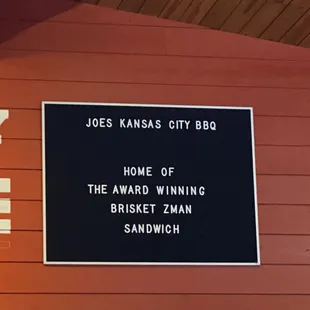 JOES KANSAS CITY BBQ
HOME OF
THE AWARD WINNING
BRISKET ZMAN
SANDWICH